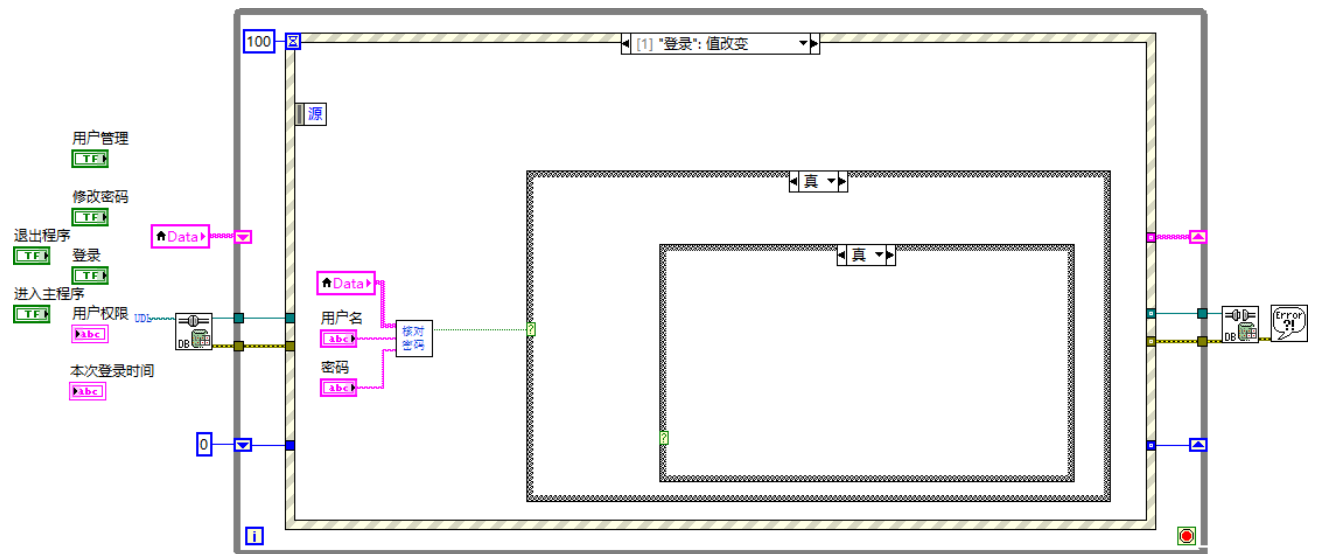 100
[1] "登录": 值改变
源
用户管理
TF
修改密码
TF
退出程序
TF
登录
TF
进入主程序
TF
用户权限
abc
本次登录时间
abc
Data
UDL
DB
0
Data
用户名
abc
密码
abc
核对
密码
?
真
真
?
DB
Error
?!
i